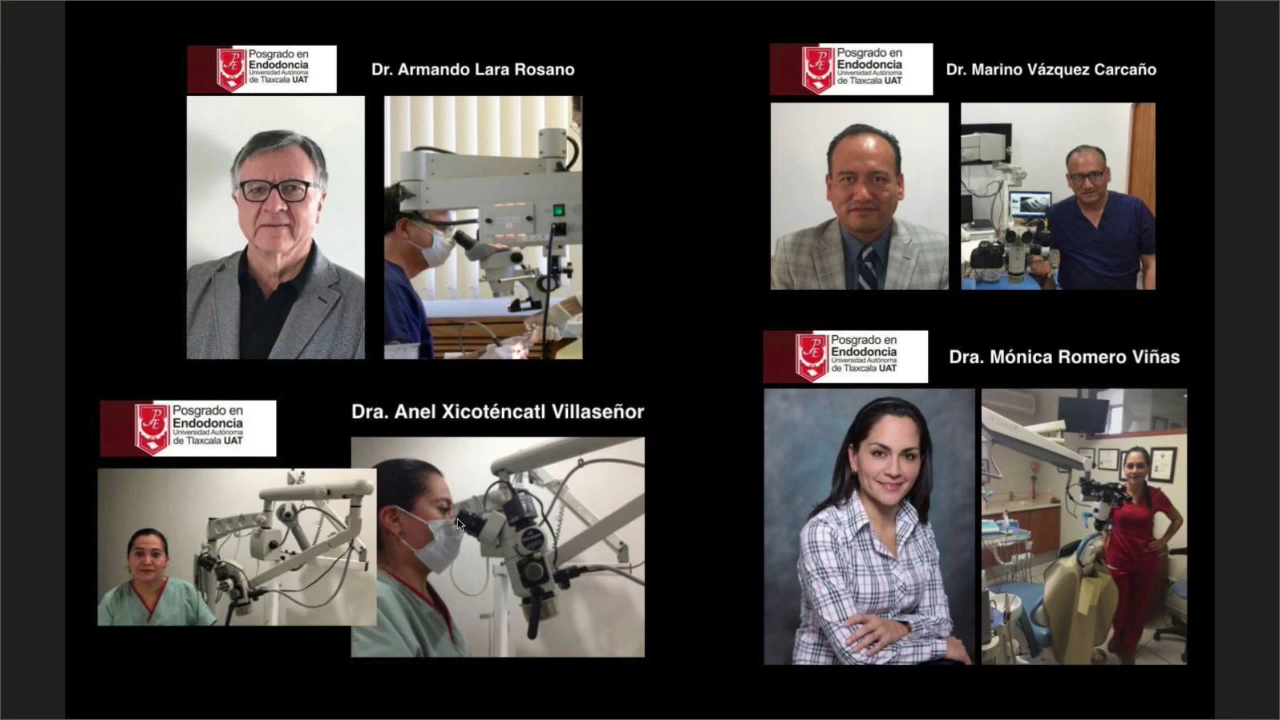 Posgrado en
Endodoncia
Universidad Autónoma
de Tlaxcala UAT
Dr. Armando Lara Rosano
Posgrado en
Endodoncia
Universidad Autónoma
de Tlaxcala UAT
Dr. Marino Vázquez Carcaño
Posgrado en
Endodoncia
Universidad Autónoma
de Tlaxcala UAT
Dra. Anel Xicoténcatl Villaseñor
Posgrado en
Endodoncia
Universidad Autónoma
de Tlaxcala UAT
Dra. Mónica Romero Viñas